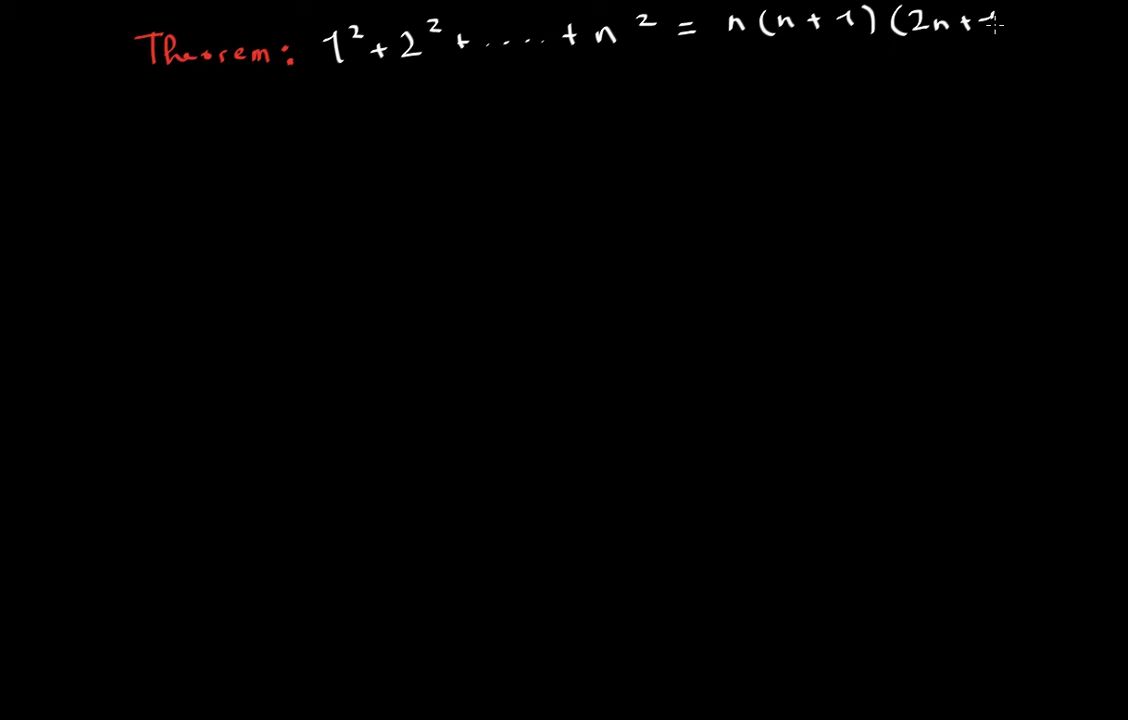 Theorem: 1² + 2² + ..... + n² = n(n+1)(2n+